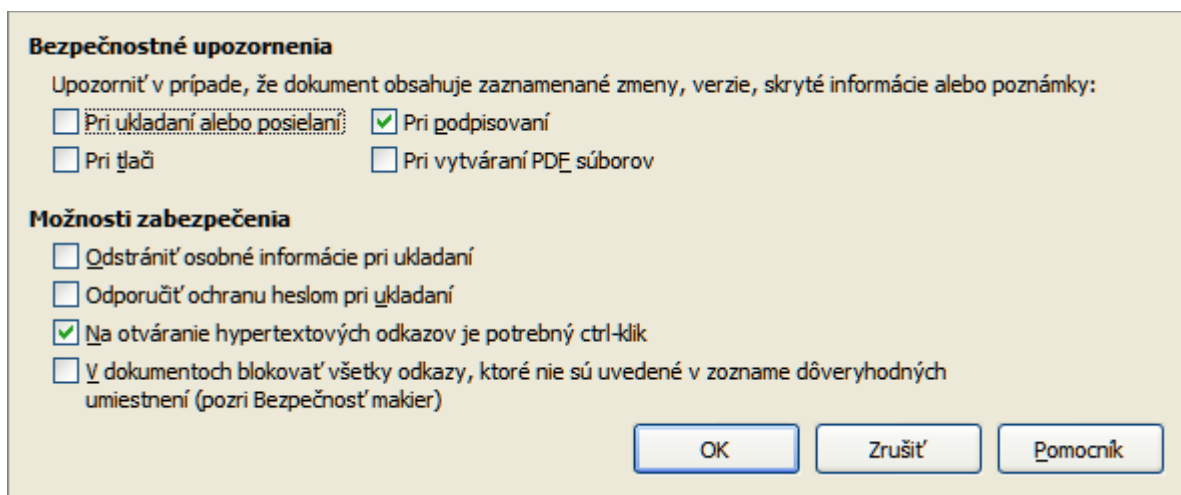 Bezpečnostné upozornenia
Upozorniť v prípade, že dokument obsahuje zaznamenané zmeny, verzie, skryté informácie alebo poznámky:
Pri ukladaní alebo posielaní Pri podpisovaní
Pri tlači Pri vytváraní PDF súborov
Možnosti zabezpečenia
Odstrániť osobné informácie pri ukladaní
Odporučiť ochranu heslom pri ukladaní
Na otváranie hypertextových odkazov je potrebný ctrl-klik
V dokumentoch blokovať všetky odkazy, ktoré nie sú uvedené v zozname dôveryhodných
umiestnení (pozri Bezpečnosť makier)
OK Zrušiť Pomocník